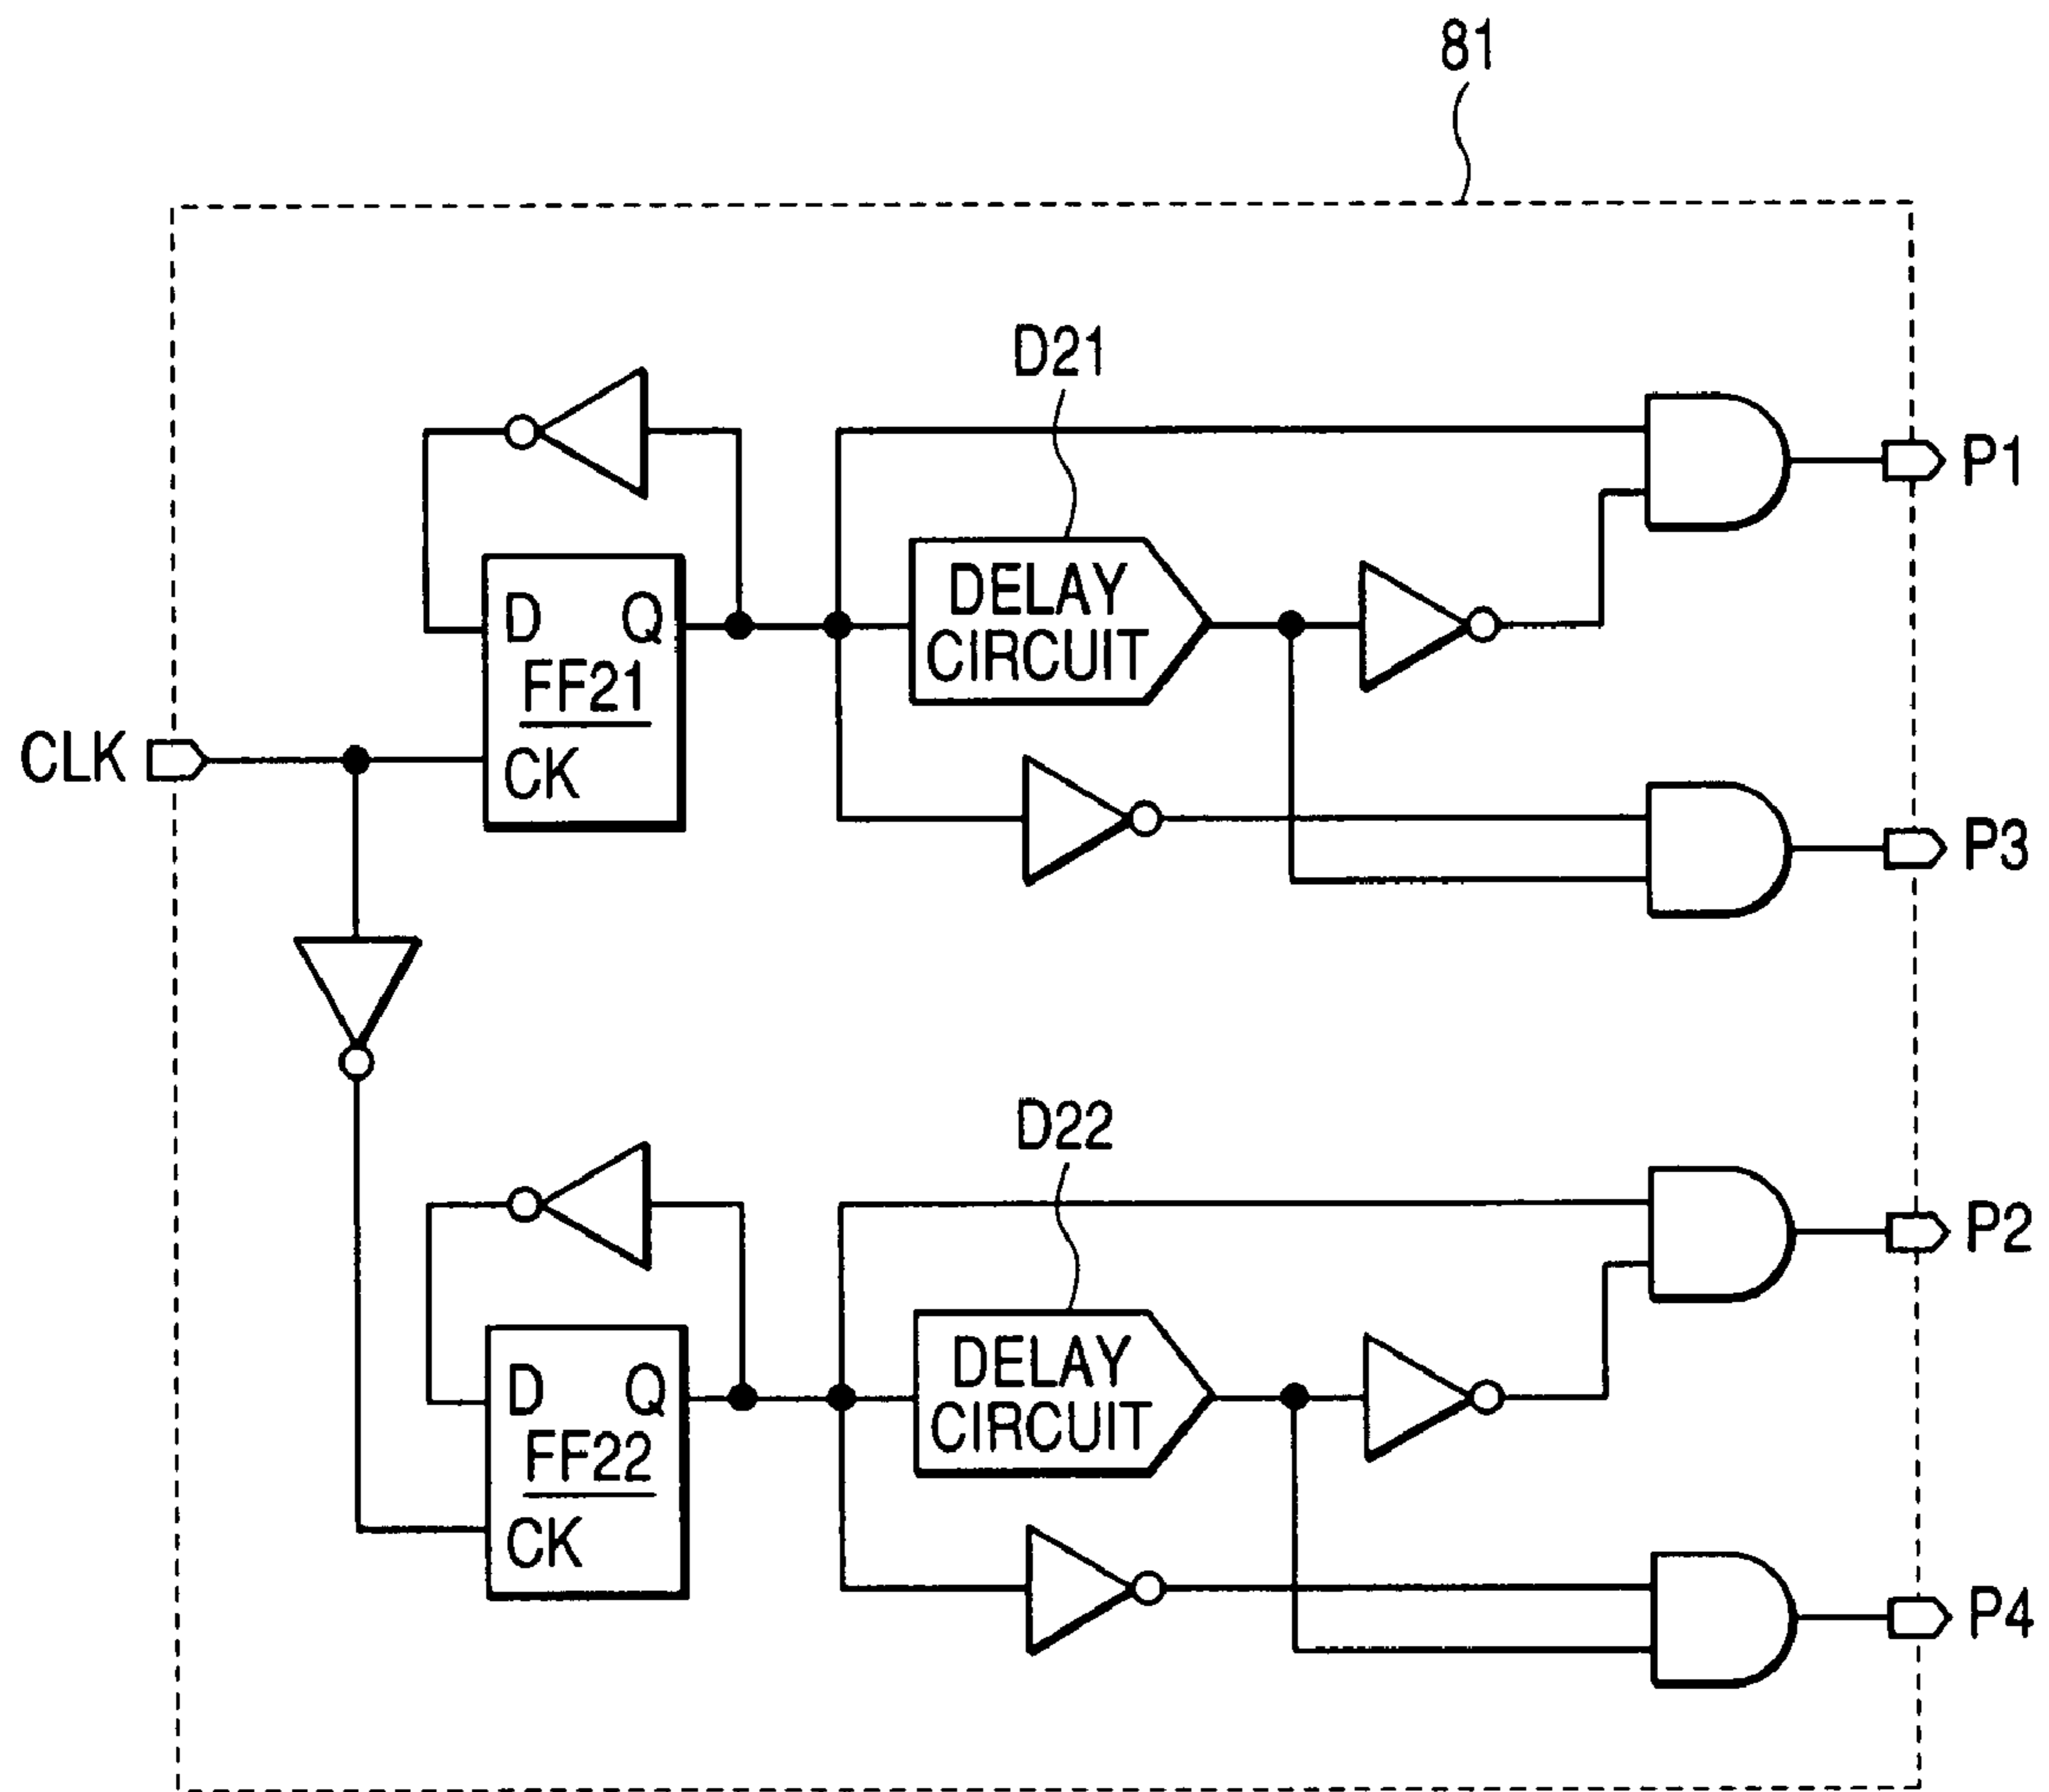 81
D21
P1
D Q
DELAY
CIRCUIT
FF21
CLK
CK
P3
D22
P2
D Q
DELAY
CIRCUIT
FF22
CK
P4